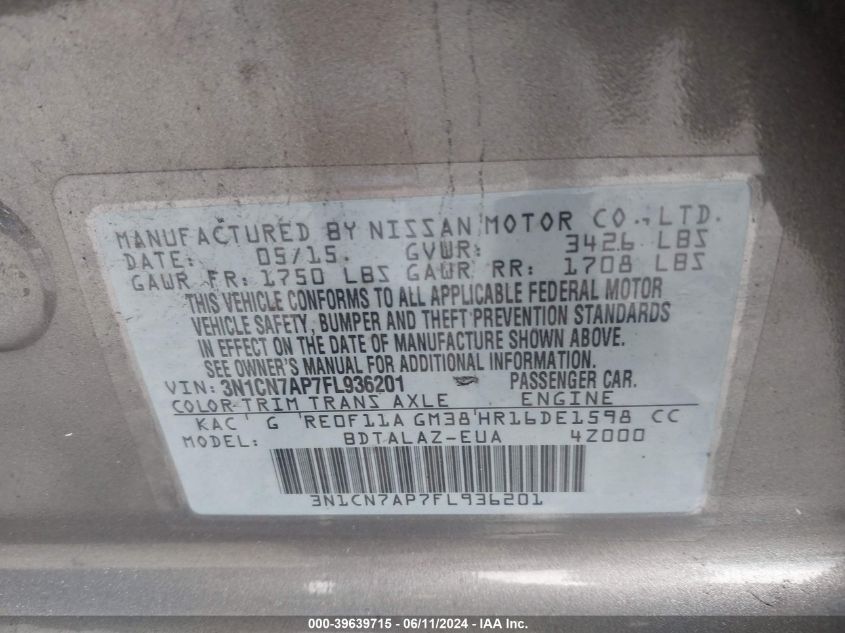 MANUFACTURED BY NISSAN MOTOR CO., LTD.
DATE: 05/15. GVWR: 3426 LBS
GAWR FR: 1750 LBS GAWR RR: 1708 LBS
THIS VEHICLE CONFORMS TO ALL APPLICABLE FEDERAL MOTOR
VEHICLE SAFETY, BUMPER AND THEFT PREVENTION STANDARDS
IN EFFECT ON THE DATE OF MANUFACTURE SHOWN ABOVE.
SEE OWNER'S MANUAL FOR ADDITIONAL INFORMATION.
VIN: 3N1CN7AP7FL936201 PASSENGER CAR.
COLOR TRIM TRANS AXLE ENGINE
KAC G RE0F11A GM38 HR16DE1598 CC
MODEL: BDTALAZ-EUA 4Z000
3N1CN7AP7FL936201
000-39639715 - 06/11/2024 - IAA Inc.